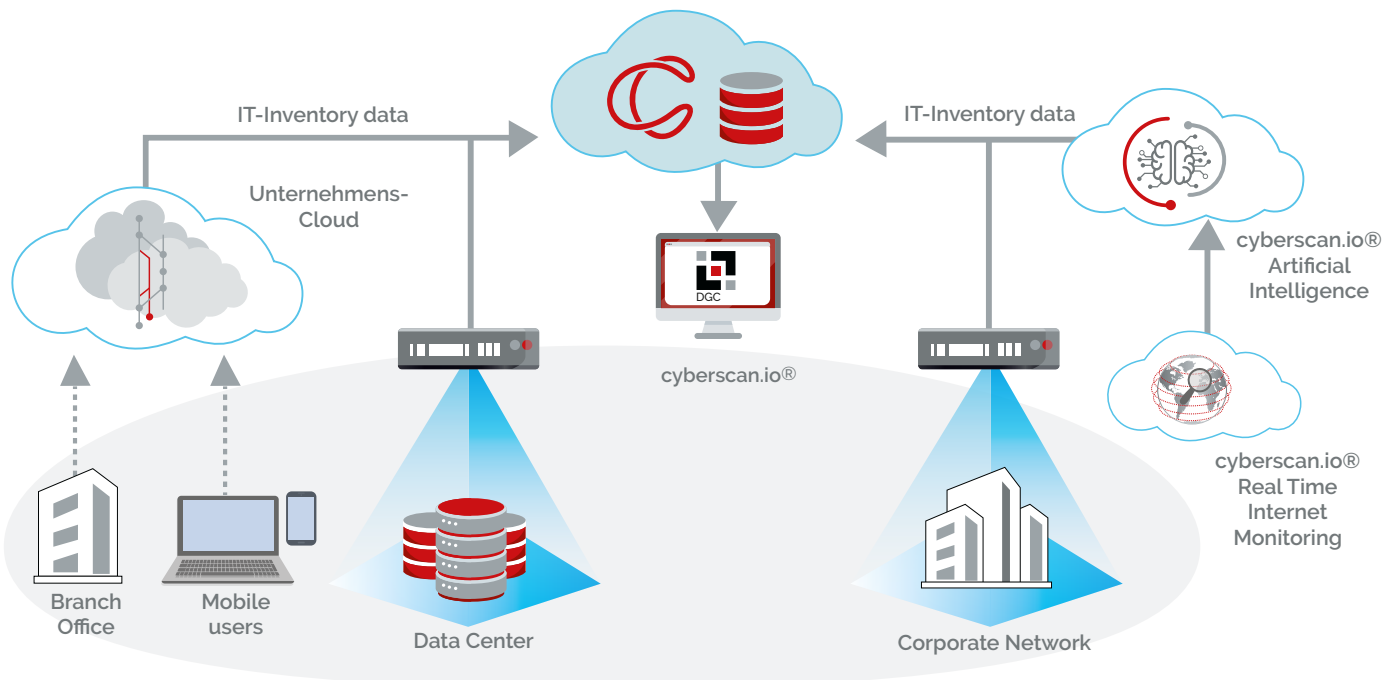 IT-Inventory data
IT-Inventory data
Unternehmens-
Cloud
DGC
cyberscan.io®
cyberscan.io®
Artificial
Intelligence
cyberscan.io®
Real Time
Internet
Monitoring
Branch
Office
Mobile
users
Data Center
Corporate Network